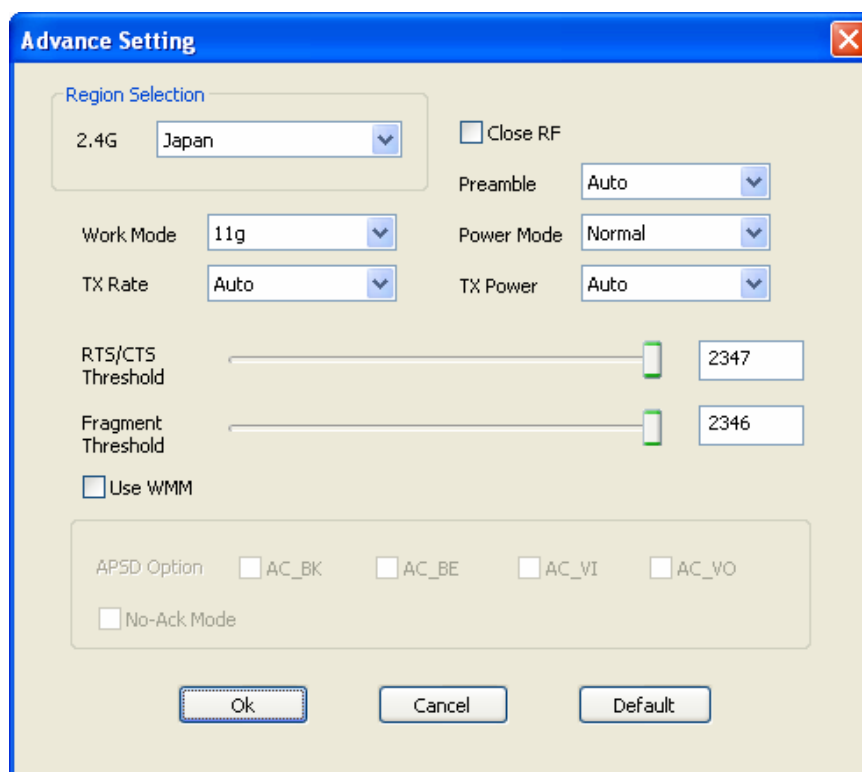 Advance Setting
Region Selection
2.4G Japan
Close RF
Preamble Auto
Work Mode 11g
Power Mode Normal
TX Rate Auto
TX Power Auto
RTS/CTS
Threshold
2347
Fragment
Threshold
2346
Use WMM
APSD Option AC_BK AC_BE AC_VI AC_VO
No-Ack Mode
Ok Cancel Default